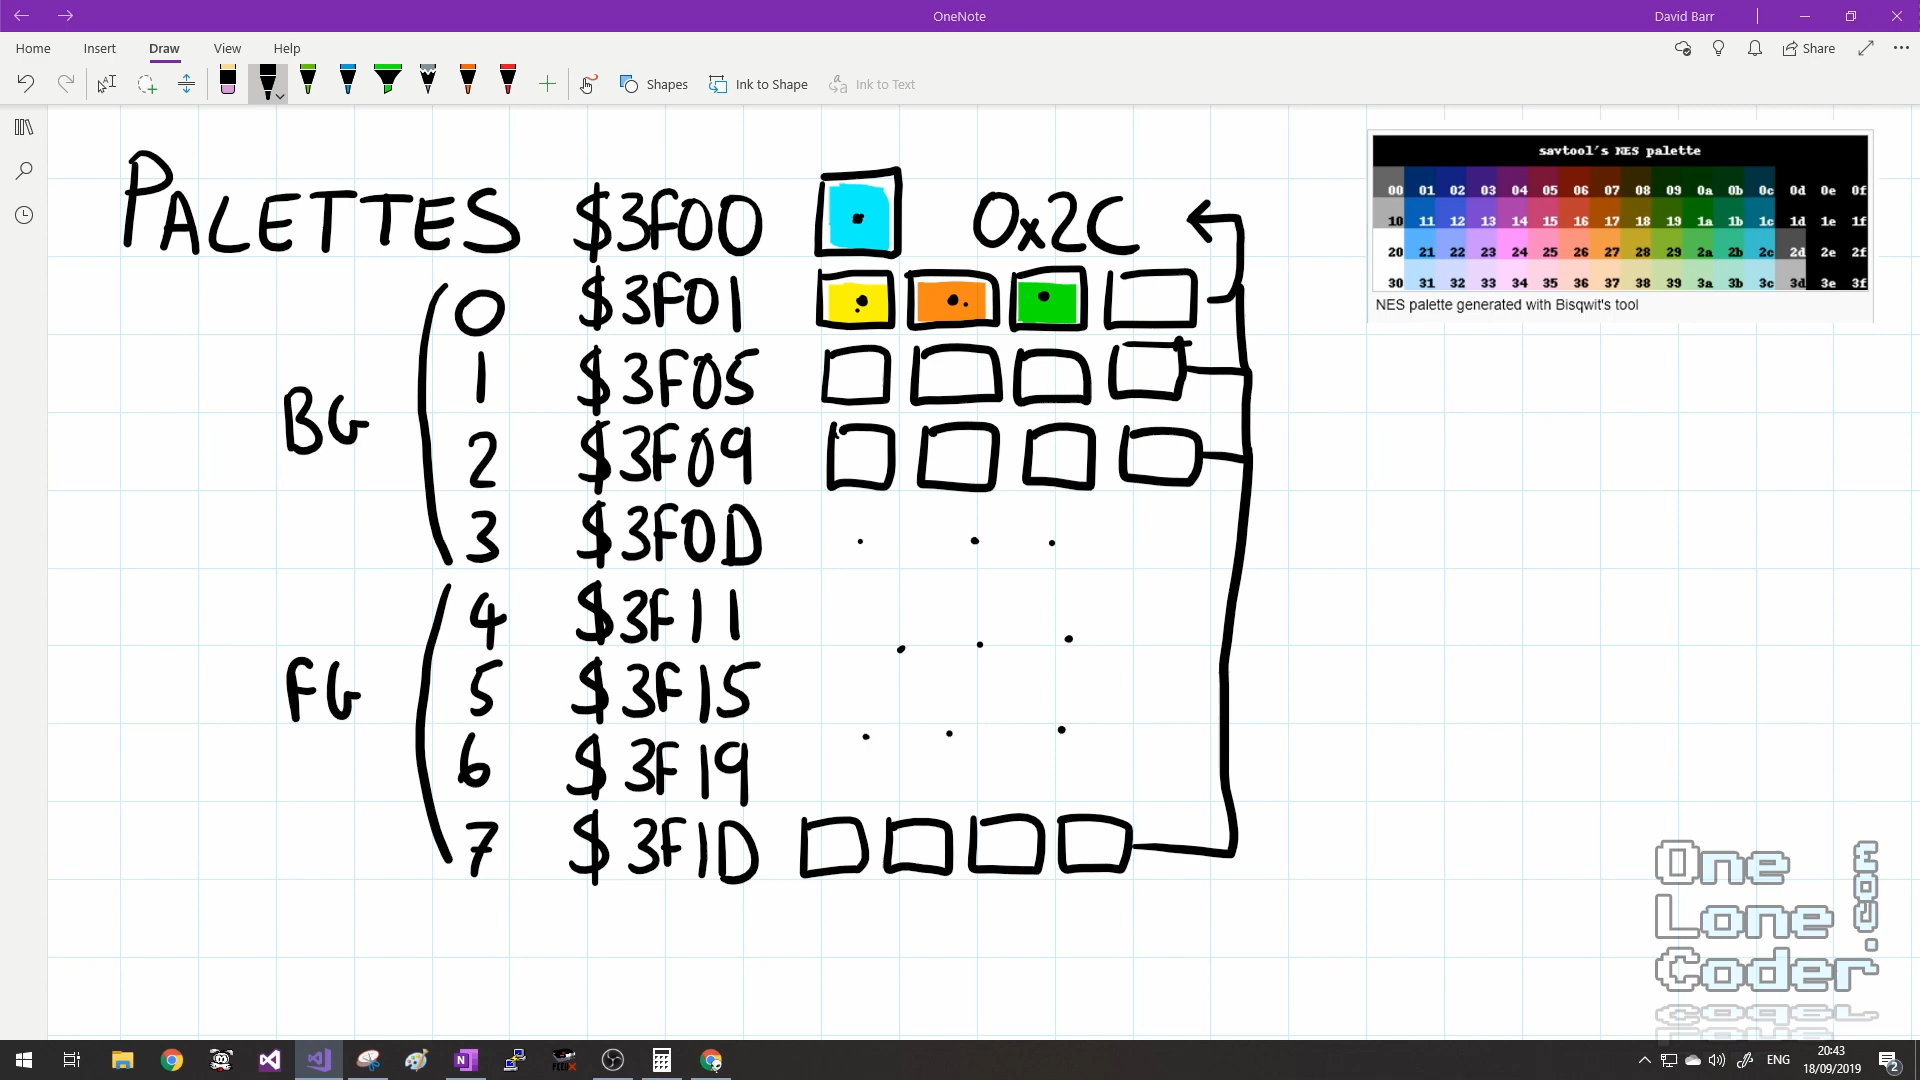 OneNote
David Barr
Home Insert Draw View Help
Share
Shapes Ink to Shape Ink to Text
PALETTES $3F00 0x2C
0 $3F01
1 $3F05
BG
2 $3F09
3 $3F0D
4 $3F11
FG
5 $3F15
6 $3F19
7 $3F1D
savtool's NES palette
00 01 02 03 04 05 06 07 08 09 0a 0b 0c 0d 0e 0f
10 11 12 13 14 15 16 17 18 19 1a 1b 1c 1d 1e 1f
20 21 22 23 24 25 26 27 28 29 2a 2b 2c 2d 2e 2f
30 31 32 33 34 35 36 37 38 39 3a 3b 3c 3d 3e 3f
NES palette generated with Bisqwit's tool
One
Lone
Coder
.com
ENG
20:43
18/09/2019
2